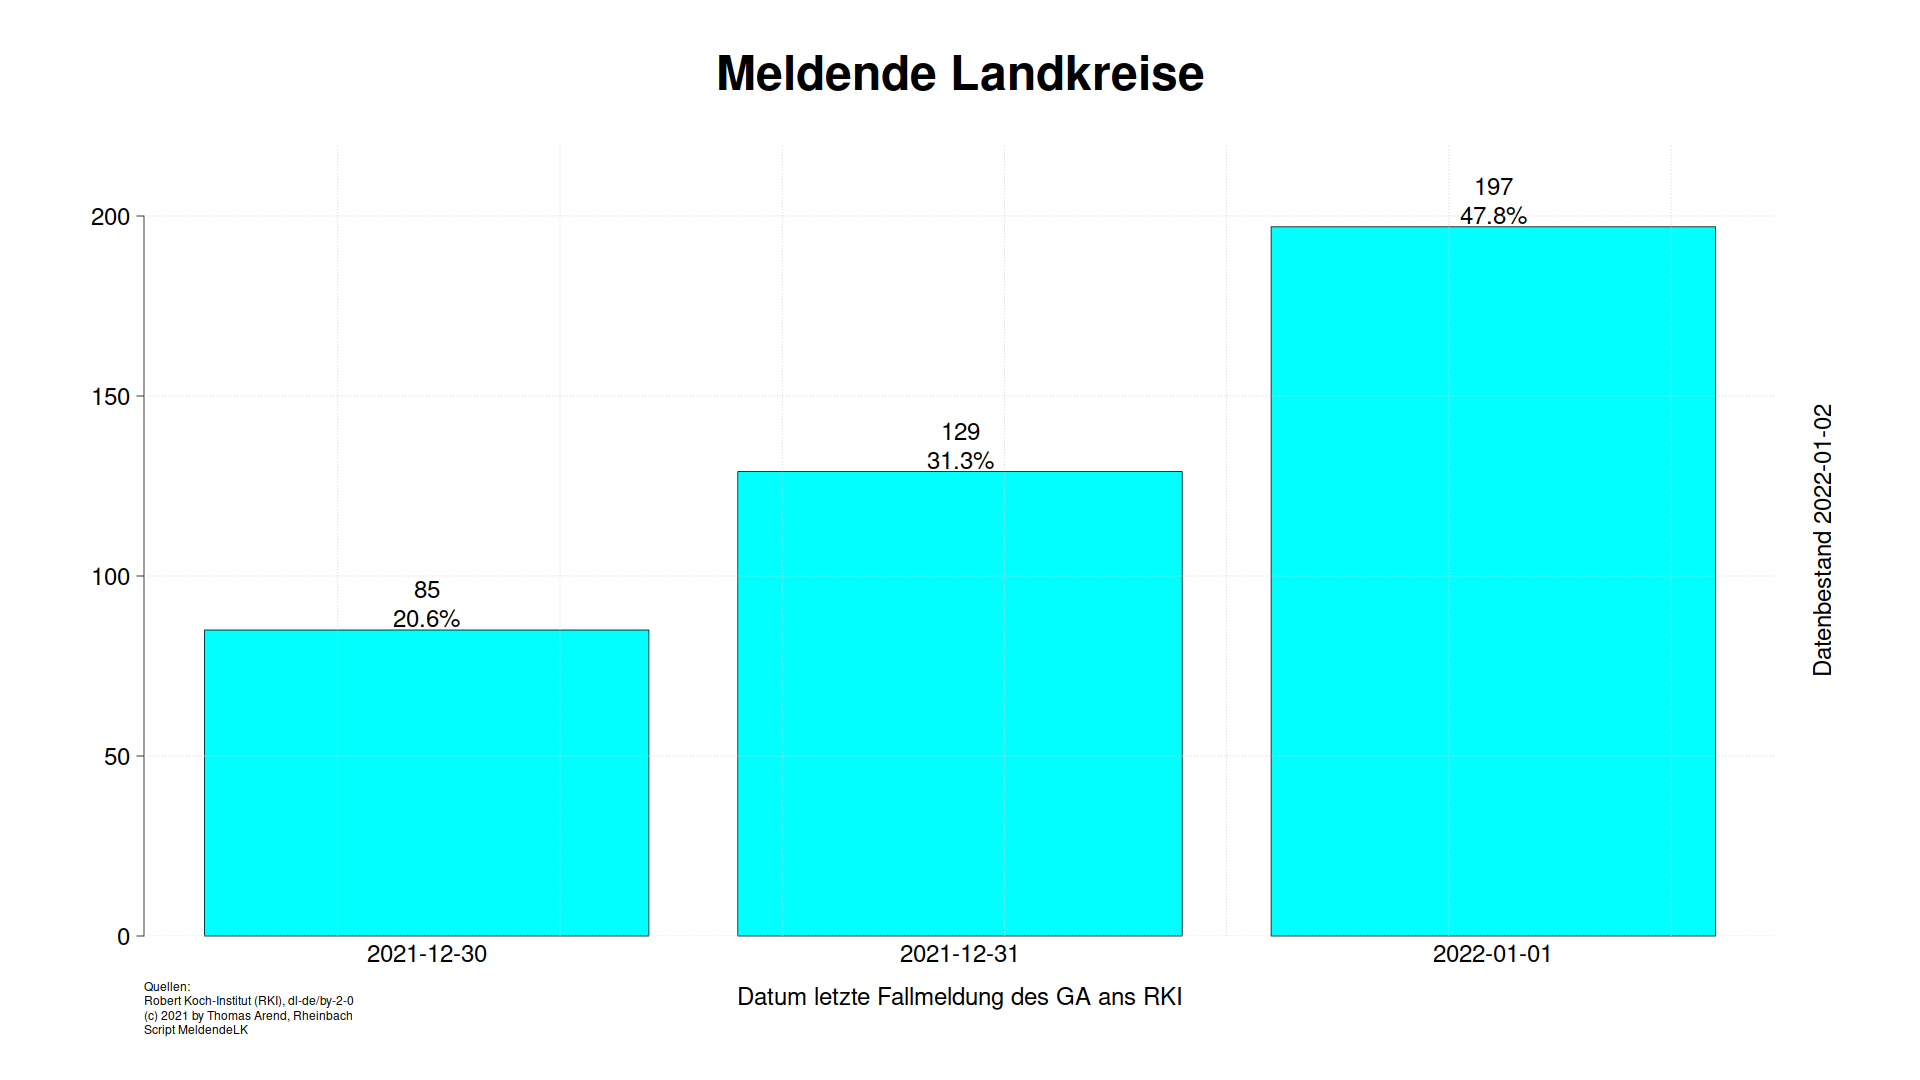 Meldende Landkreise
200
150
100
50
0
85
20.6%
129
31.3%
197
47.8%
2021-12-30
2021-12-31
2022-01-01
Datum letzte Fallmeldung des GA ans RKI
Datenbestand 2022-01-02
Quellen:
Robert Koch-Institut (RKI), dl-de/by-2-0
(c) 2021 by Thomas Arend, Rheinbach
Script MeldendeLK